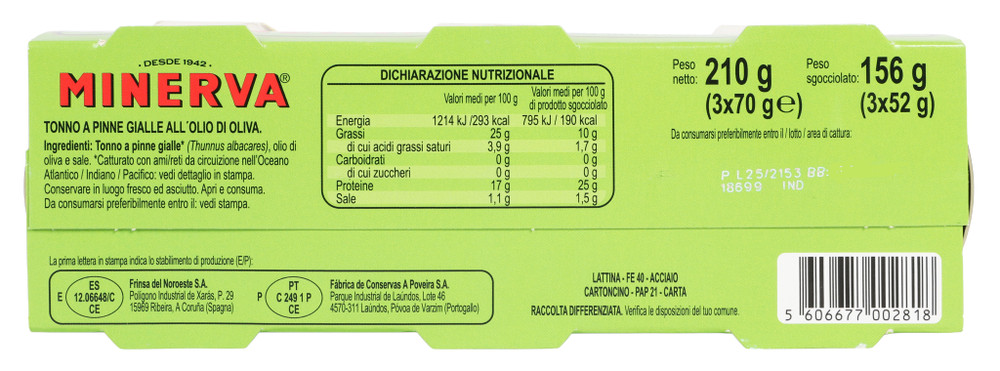 . DESDE 1942 .
MINERVA®
TONNO A PINNE GIALLE ALL'OLIO DI OLIVA.
Ingredienti: Tonno a pinne gialle* (Thunnus albacares), olio di
oliva e sale. *Catturato con ami/reti da circuizione nell'Oceano
Atlantico / Indiano / Pacifico: vedi dettaglio in stampa.
Conservare in luogo fresco ed asciutto. Apri e consuma.
Da consumarsi preferibilmente entro il: vedi stampa.
DICHIARAZIONE NUTRIZIONALE
Valori medi per 100 g Valori medi per 100 g
di prodotto sgocciolato
Energia 1214 kJ /293 kcal 795 kJ / 190 kcal
Grassi 25 g 10 g
di cui acidi grassi saturi 3,9 g 1,7 g
Carboidrati 0 g 0 g
di cui zuccheri 0 g 0 g
Proteine 17 g 25 g
Sale 1,1 g 1,5 g
Peso netto: 210 g (3x70 g℮)
Peso sgocciolato: 156 g (3x52 g)
Da consumarsi preferibilmente entro il / lotto / area di cattura:
P L25/2153 BB:
18699 IND
La prima lettera in stampa indica lo stabilimento di produzione (E/P):
E ES 12.06648/C CE
Frinsa del Noroeste S.A.
Polígono Industrial de Xarás, P. 29
15969 Ribeira, A Coruña (Spagna)
P PT C 249 1 P CE
Fábrica de Conservas A Poveira S.A.
Parque Industrial de Laúndos, Lote 46
4570-311 Laúndos, Póvoa de Varzim (Portogallo)
LATTINA - FE 40 - ACCIAIO
CARTONCINO - PAP 21 - CARTA
RACCOLTA DIFFERENZIATA. Verifica le disposizioni del tuo comune.
5 606677 002818